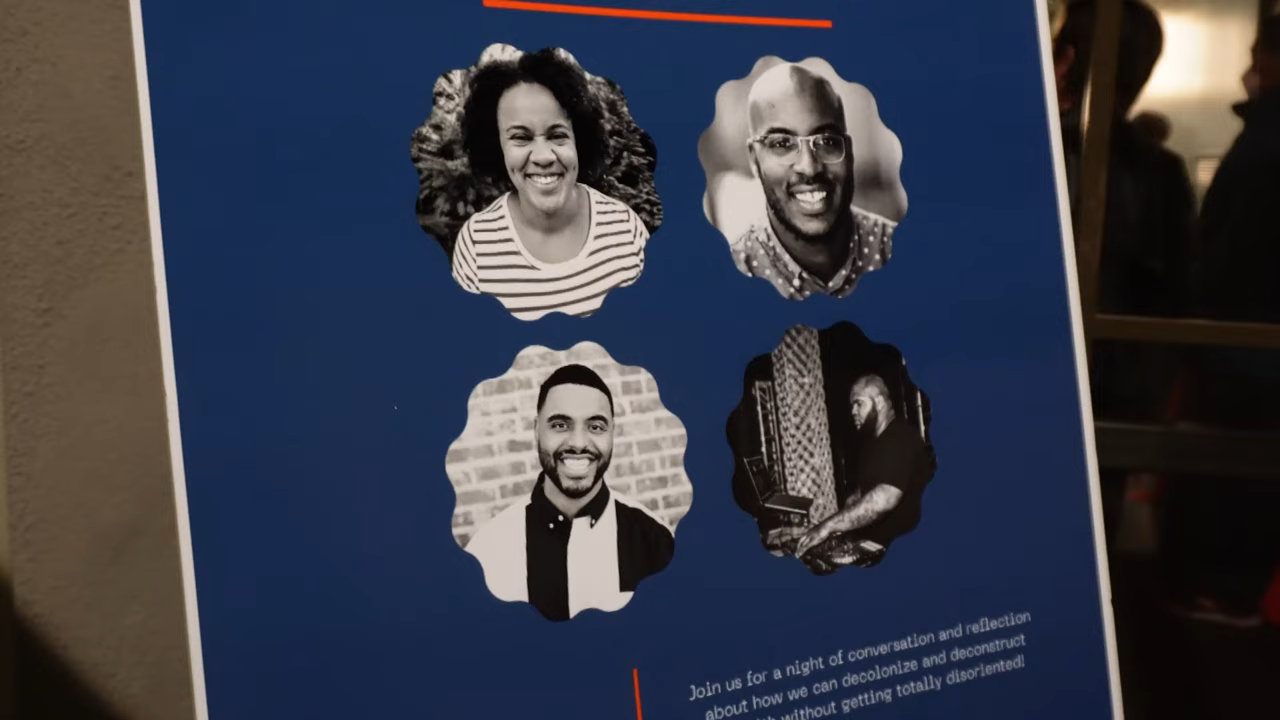 Join us for a night of conversation and reflection
about how we can decolonize and deconstruct
without getting totally disoriented!